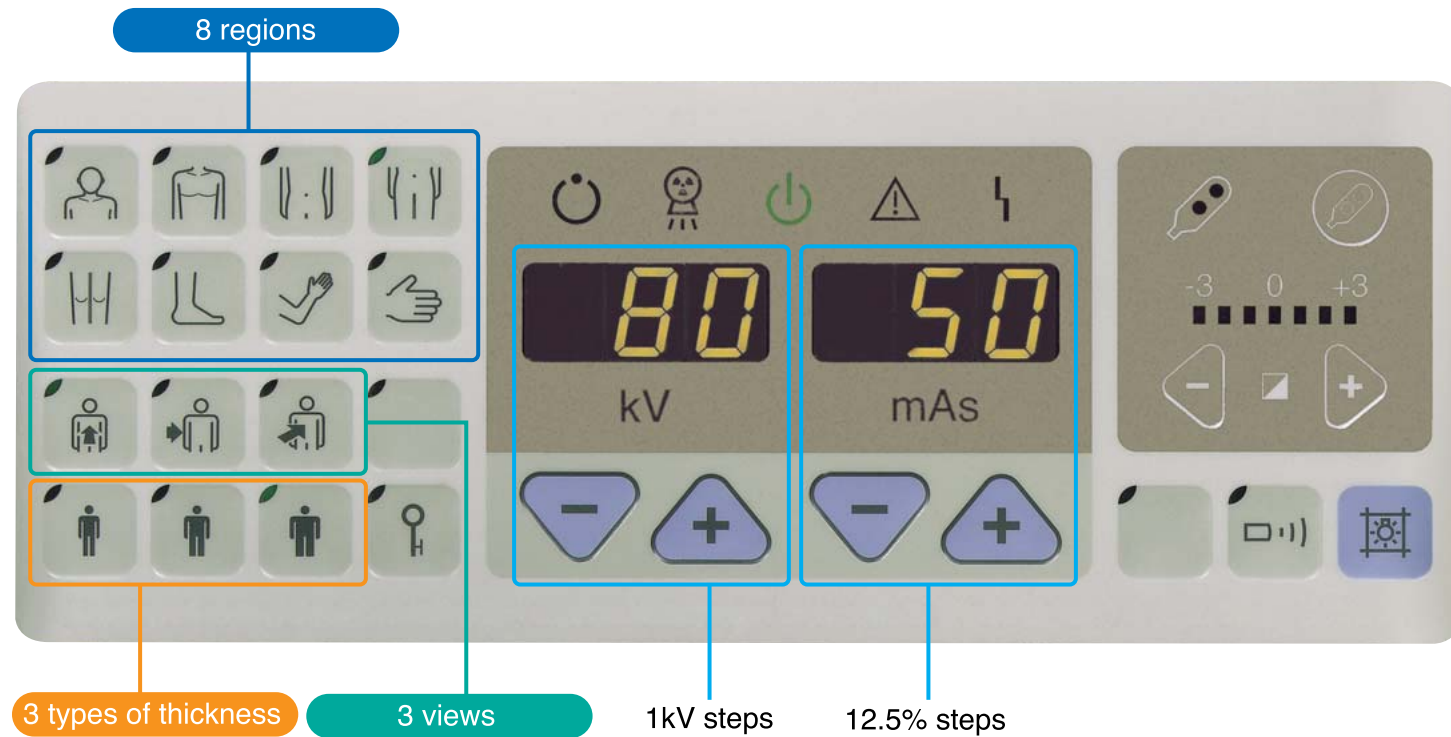 8 regions
80
50
kV
mAs
-3 0 +3
3 types of thickness
3 views
1kV steps
12.5% steps